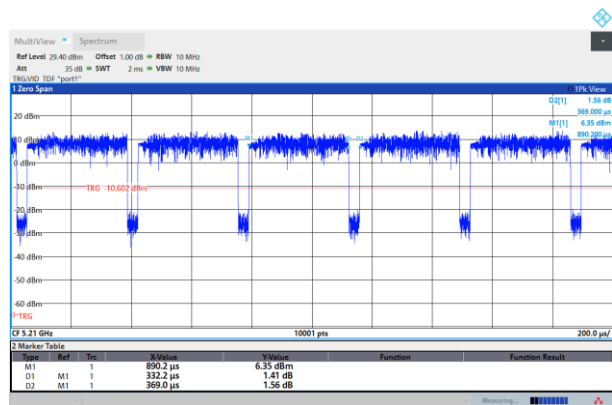 MultiView Spectrum
Ref Level 29.40 dBm Offset 1.00 dB RBW 10 MHz
Att 35 dB SWT 2 ms VBW 10 MHz
TRG:VID TDF "port1"
1 Zero Span 1Pk View
D2[1] 1.56 dB
369.000 µs
M1[1] 6.35 dBm
890.200 µs
20 dBm
0 dBm
-10 dBm
TRG -10.602 dBm
-20 dBm
-30 dBm
-40 dBm
-50 dBm
-60 dBm
TRG
CF 5.21 GHz 10001 pts 200.0 µs/
2 Marker Table
Type Ref Trc X-Value Y-Value Function Function Result
M1 1 890.2 µs 6.35 dBm
D1 M1 1 332.2 µs 1.41 dB
D2 M1 1 369.0 µs 1.56 dB
Measuring...